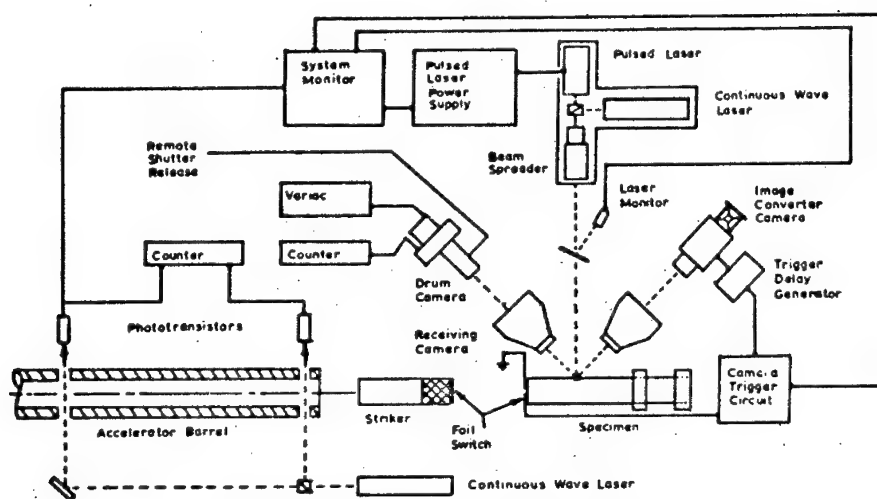 System
Monitor
Pulsed
Laser
Power
Supply
Pulsed Laser
Continuous Wave
Laser
Remote
Shutter
Release
Beam
Spreader
Laser
Monitor
Image
Converter
Camera
Variac
Counter
Counter
Drum
Camera
Trigger
Delay
Generator
Phototransistors
Receiving
Camera
Camera
Trigger
Circuit
Striker
Foil
Switch
Specimen
Accelerator Barrel
Continuous Wave Laser